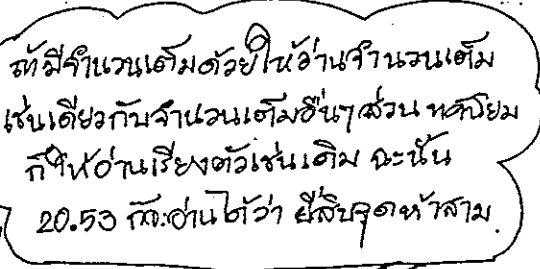 ถ้ามีจำนวนเต็มด้วยให้อ่านจำนวนเต็ม
เช่นเดียวกับจำนวนเต็มอื่นๆ ส่วน ทศนิยม
ก็ให้อ่านเรียงตัวเช่นเดิม ฉะนั้น
20.53 ก็จะอ่านได้ว่า ยี่สิบจุดห้าสาม